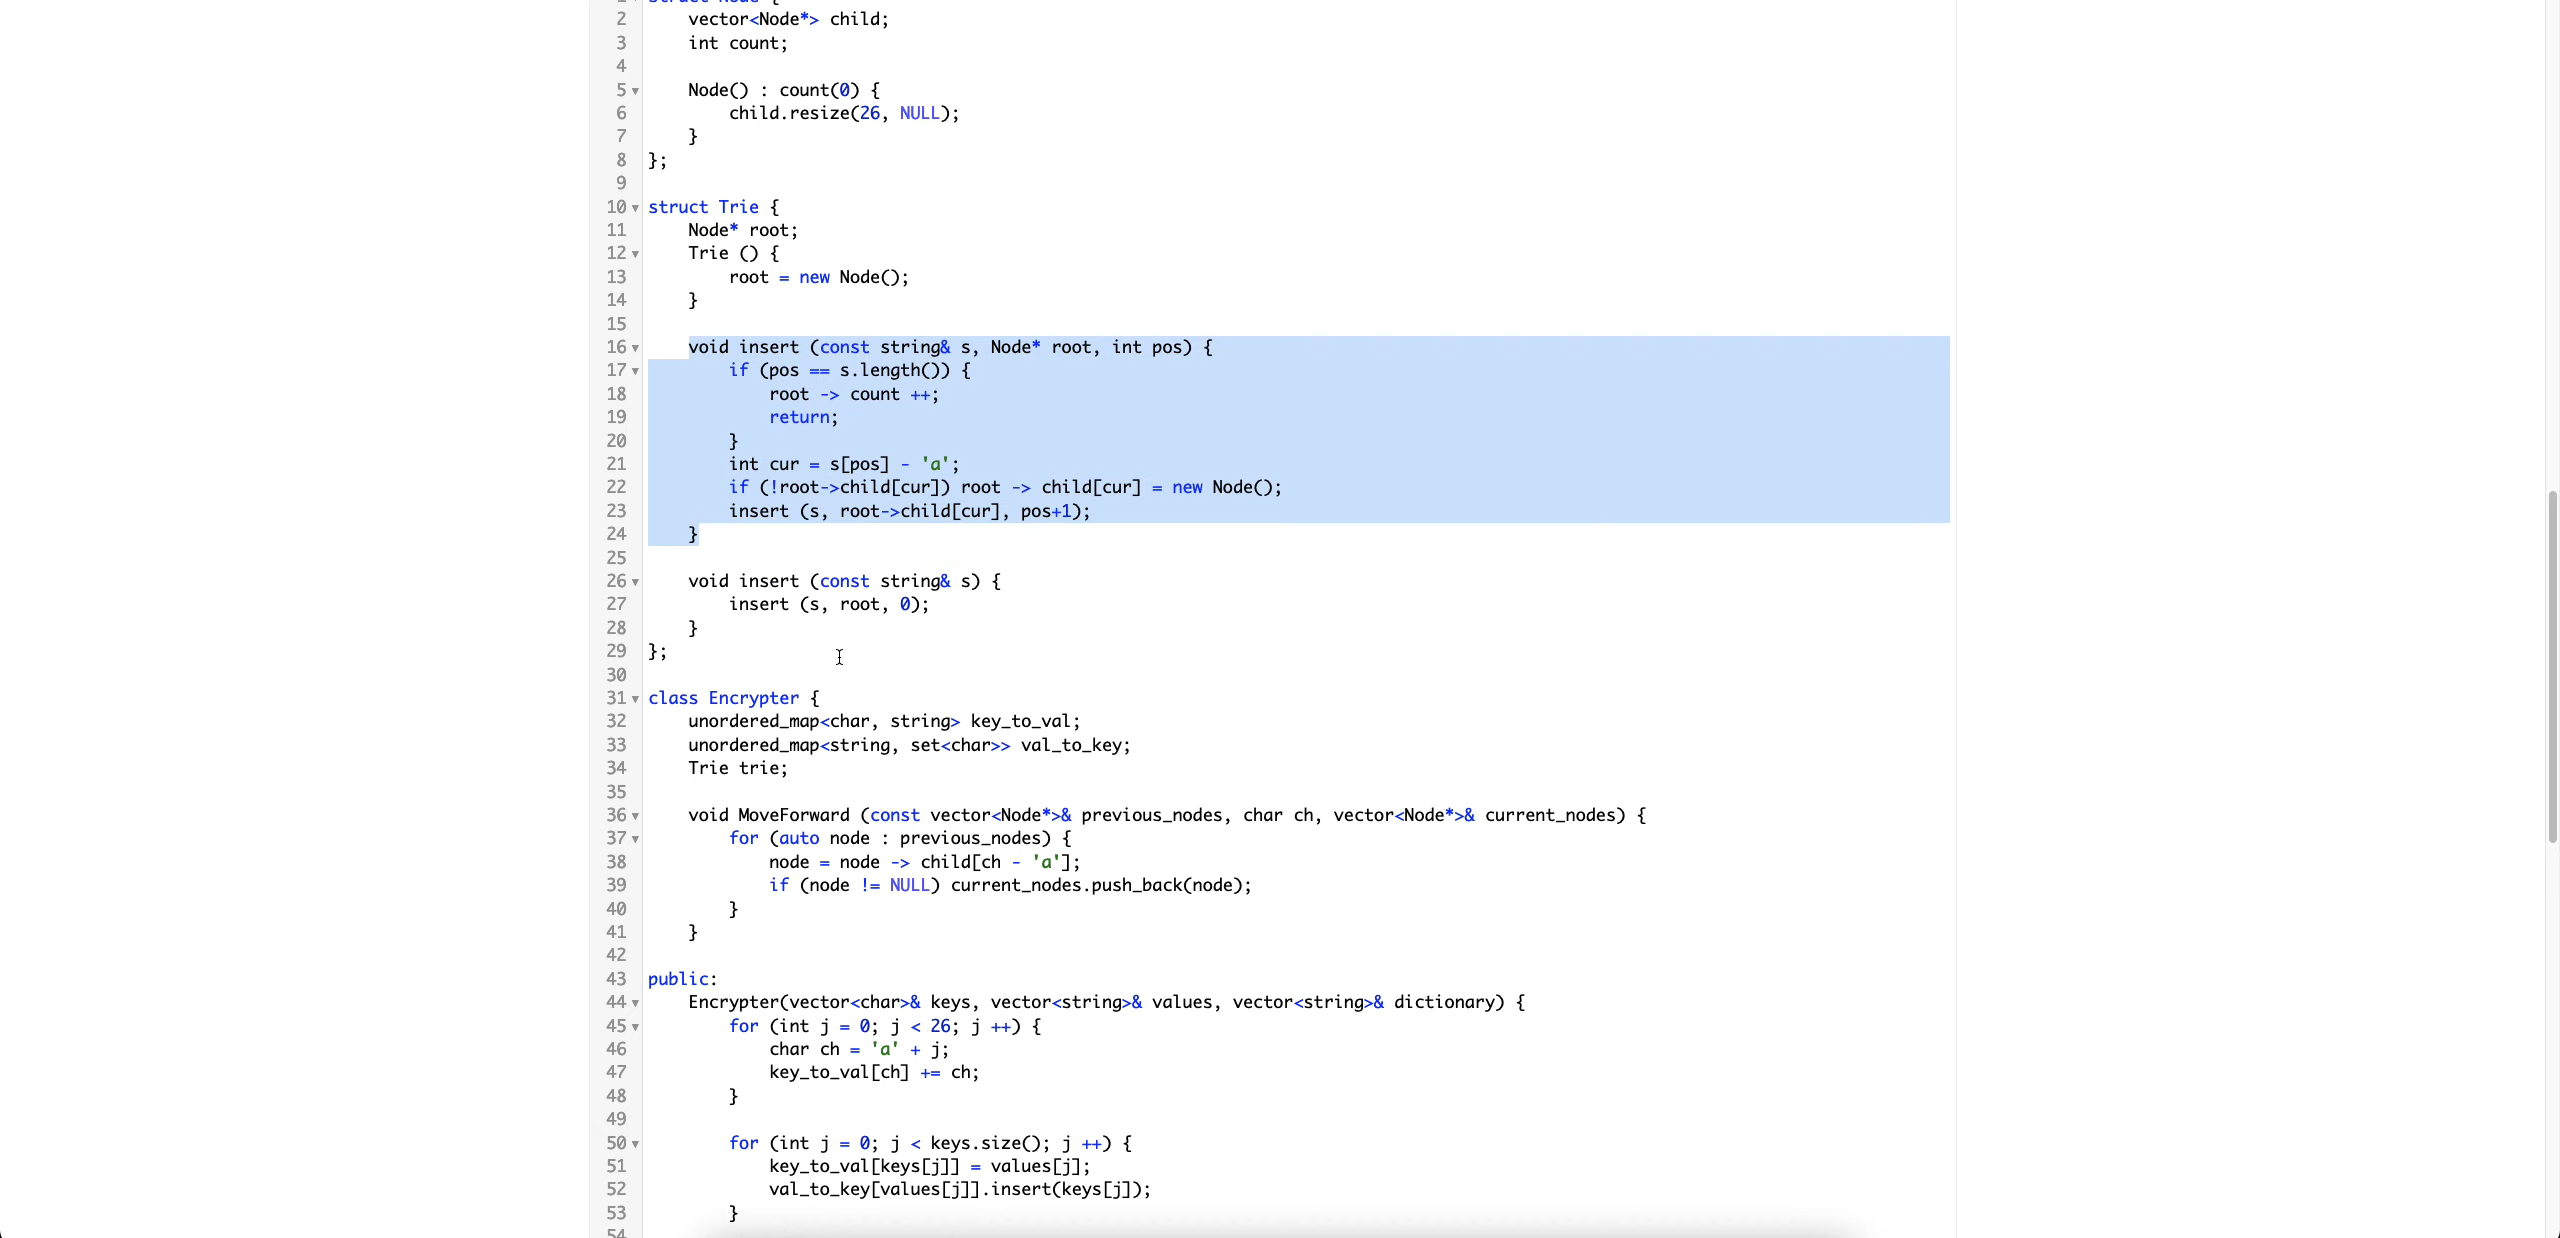 struct Node {
2 vector<Node*> child;
3 int count;
4
5 Node() : count(0) {
6 child.resize(26, NULL);
7 }
8 };
9
10 struct Trie {
11 Node* root;
12 Trie () {
13 root = new Node();
14 }
15
16 void insert (const string& s, Node* root, int pos) {
17 if (pos == s.length()) {
18 root -> count ++;
19 return;
20 }
21 int cur = s[pos] - 'a';
22 if (!root->child[cur]) root -> child[cur] = new Node();
23 insert (s, root->child[cur], pos+1);
24 }
25
26 void insert (const string& s) {
27 insert (s, root, 0);
28 }
29 };
30
31 class Encrypter {
32 unordered_map<char, string> key_to_val;
33 unordered_map<string, set<char>> val_to_key;
34 Trie trie;
35
36 void MoveForward (const vector<Node*>& previous_nodes, char ch, vector<Node*>& current_nodes) {
37 for (auto node : previous_nodes) {
38 node = node -> child[ch - 'a'];
39 if (node != NULL) current_nodes.push_back(node);
40 }
41 }
42
43 public:
44 Encrypter(vector<char>& keys, vector<string>& values, vector<string>& dictionary) {
45 for (int j = 0; j < 26; j ++) {
46 char ch = 'a' + j;
47 key_to_val[ch] += ch;
48 }
49
50 for (int j = 0; j < keys.size(); j ++) {
51 key_to_val[keys[j]] = values[j];
52 val_to_key[values[j]].insert(keys[j]);
53 }
54